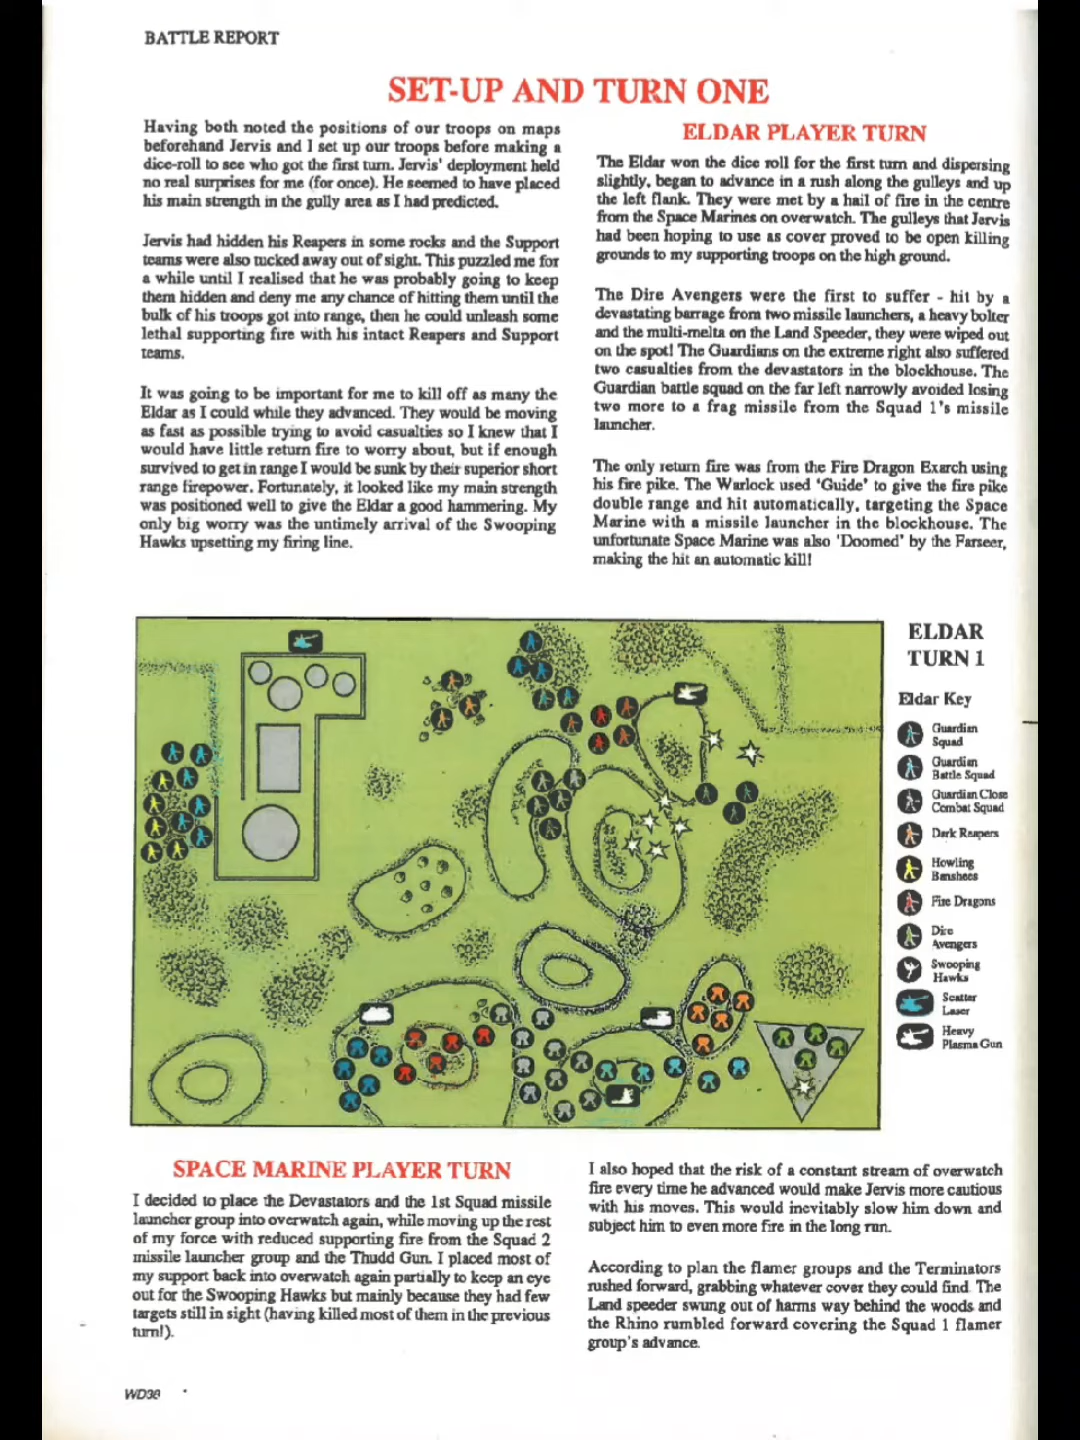 BATTLE REPORT
SET-UP AND TURN ONE
Having both noted the positions of our troops on maps
beforehand Jervis and I set up our troops before making a
dice-roll to see who got the first turn. Jervis' deployment held
no real surprises for me (for once). He seemed to have placed
his main strength in the gully area as I had predicted.
Jervis had hidden his Reapers in some rocks and the Support
teams were also tucked away out of sight. This puzzled me for
a while until I realised that he was probably going to keep
them hidden and deny me any chance of hitting them until the
bulk of his troops got into range, then he could unleash some
lethal supporting fire with his intact Reapers and Support
teams.
It was going to be important for me to kill off as many the
Eldar as I could while they advanced. They would be moving
as fast as possible trying to avoid casualties so I knew that I
would have little return fire to worry about, but if enough
survived to get in range I would be sunk by their superior short
range firepower. Fortunately, it looked like my main strength
was positioned well to give the Eldar a good hammering. My
only big worry was the untimely arrival of the Swooping
Hawks upsetting my firing line.
ELDAR PLAYER TURN
The Eldar won the dice roll for the first turn and dispersing
slightly, began to advance in a rush along the gulleys and up
the left flank. They were met by a hail of fire in the centre
from the Space Marines on overwatch. The gulleys that Jervis
had been hoping to use as cover proved to be open killing
grounds to my supporting troops on the high ground.
The Dire Avengers were the first to suffer - hit by a
devastating barrage from two missile launchers, a heavy bolter
and the multi-melta on the Land Speeder, they were wiped out
on the spot! The Guardians on the extreme right also suffered
two casualties from the devastators in the blockhouse. The
Guardian battle squad on the far left narrowly avoided losing
two more to a frag missile from the Squad 1's missile
launcher.
The only return fire was from the Fire Dragon Exarch using
his fire pike. The Warlock used 'Guide' to give the fire pike
double range and hit automatically, targeting the Space
Marine with a missile launcher in the blockhouse. The
unfortunate Space Marine was also 'Doomed' by the Farseer,
making the hit an automatic kill!
ELDAR
TURN 1
Eldar Key
Guardian
Squad
Guardian
Battle Squad
Guardian Close
Combat Squad
Dark Reapers
Howling
Banshees
Fire Dragons
Dire
Avengers
Swooping
Hawks
Scatter
Laser
Heavy
Plasma Gun
SPACE MARINE PLAYER TURN
I decided to place the Devastators and the 1st Squad missile
launcher group into overwatch again, while moving up the rest
of my force with reduced supporting fire from the Squad 2
missile launcher group and the Thudd Gun. I placed most of
my support back into overwatch again partially to keep an eye
out for the Swooping Hawks but mainly because they had few
targets still in sight (having killed most of them in the previous
turn!).
I also hoped that the risk of a constant stream of overwatch
fire every time he advanced would make Jervis more cautious
with his moves. This would inevitably slow him down and
subject him to even more fire in the long run.
According to plan the flamer groups and the Terminators
rushed forward, grabbing whatever cover they could find. The
Land speeder swung out of harms way behind the woods and
the Rhino rumbled forward covering the Squad 1 flamer
group's advance.
WD38